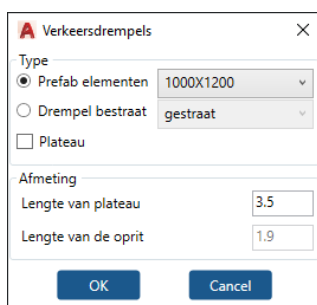 Verkeersdrempels
Type
Prefab elementen 1000X1200
Drempel bestraat gestraat
Plateau
Afmeting
Lengte van plateau 3.5
Lengte van de oprit 1.9
OK Cancel